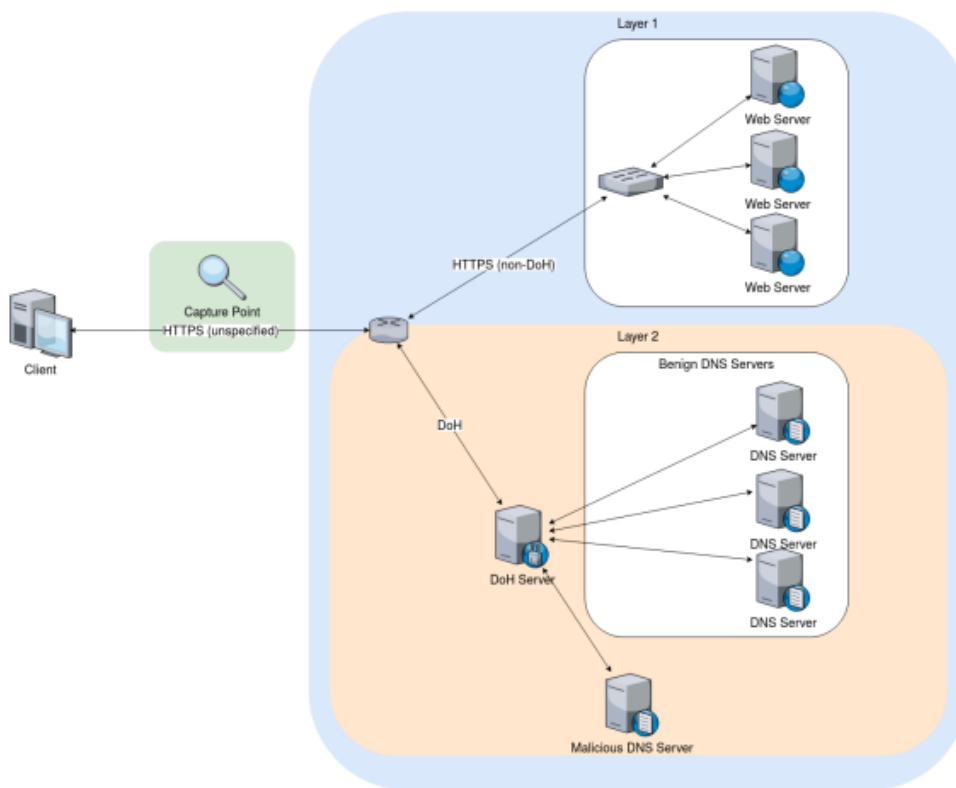 Layer 1
Web Server
Web Server
Web Server
HTTPS (non-DoH)
Capture Point
HTTPS (unspecified)
Client
Layer 2
Benign DNS Servers
DNS Server
DoH
DNS Server
DoH Server
DNS Server
Malicious DNS Server